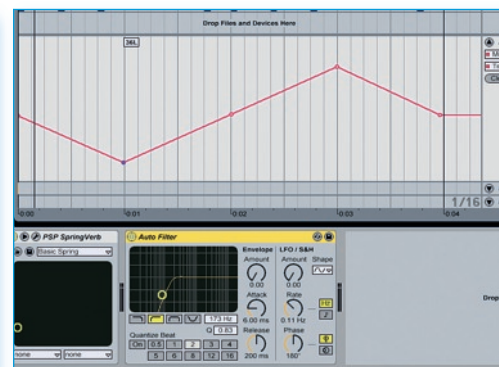 Drop Files and Devices Here
36L
1/16
0:00 0:01 0:02 0:03 0:04
PSP SpringVerb
Basic Spring
none none
Auto Filter
173 Hz
Q 0.83
Quantize Beat
On 0.5 1 2 3 4
5 6 8 12 16
Envelope
Amount
0.00
Attack
6.00 ms
Release
200 ms
LFO / S&H
Amount Shape
0.00
Rate
0.11 Hz
Hz
Phase
180°
Drop